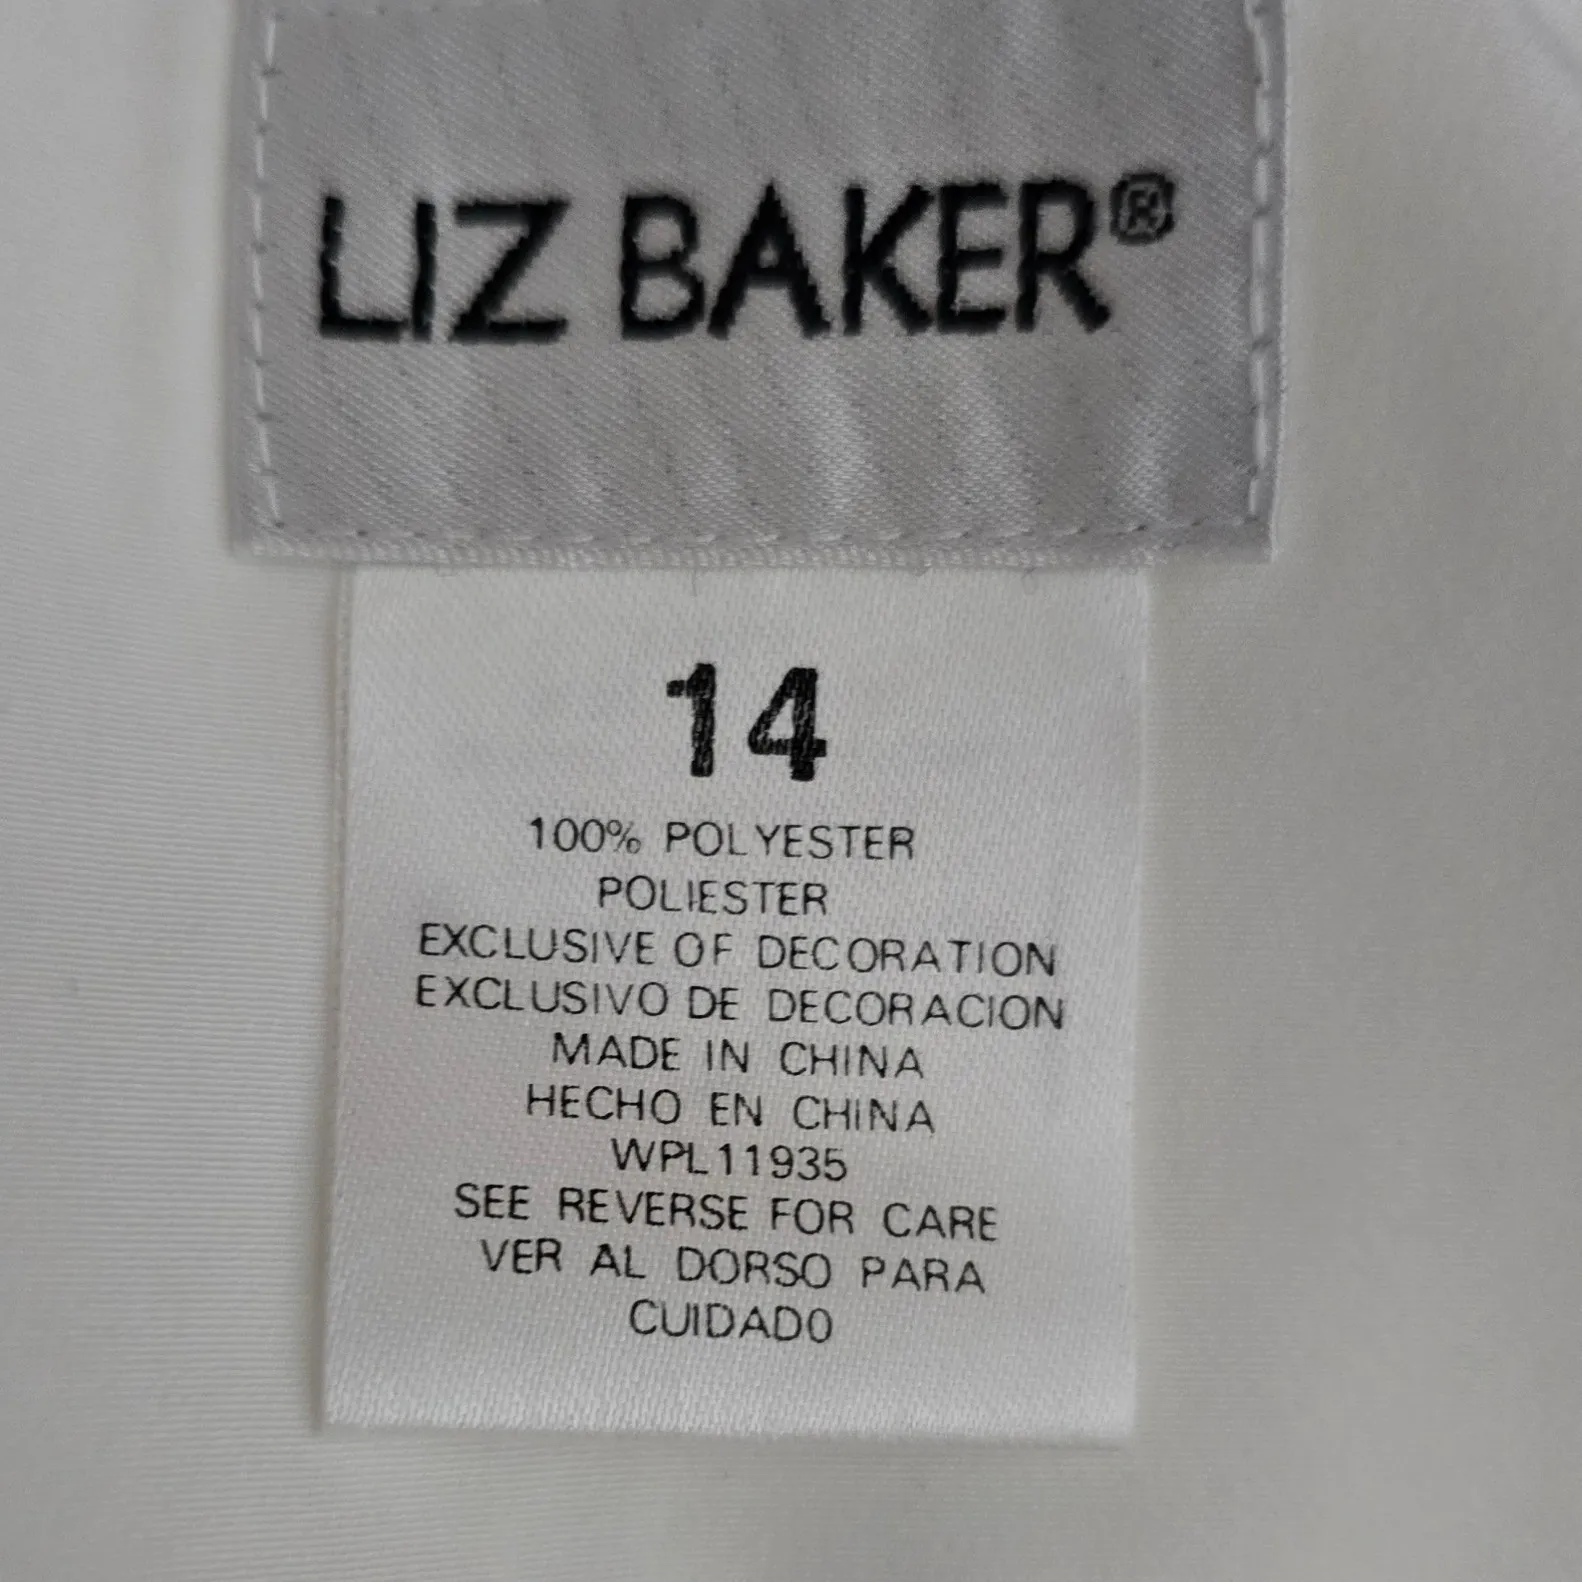 LIZ BAKER®
14
100% POLYESTER
POLIESTER
EXCLUSIVE OF DECORATION
EXCLUSIVO DE DECORACION
MADE IN CHINA
HECHO EN CHINA
WPL11935
SEE REVERSE FOR CARE
VER AL DORSO PARA
CUIDADO